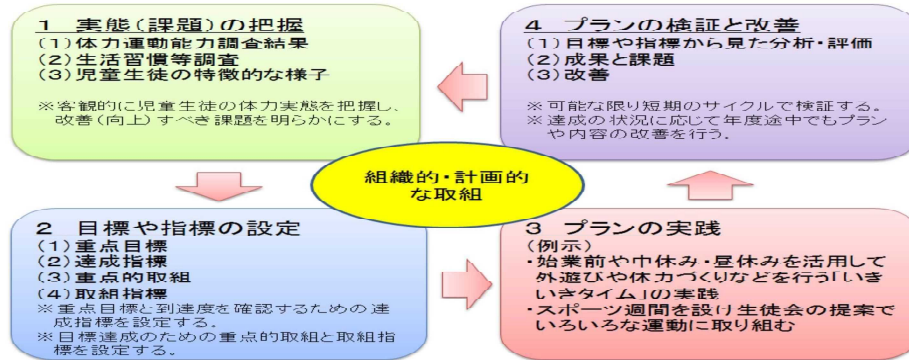 1 実態(課題)の把握
(1)体力運動能力調査結果
(2)生活習慣等調査
(3)児童生徒の特徴的な様子
※客観的に児童生徒の体力実態を把握し、
改善(向上)すべき課題を明らかにする。
4 プランの検証と改善
(1)目標や指標から見た分析・評価
(2)成果と課題
(3)改善
※可能な限り短期のサイクルで検証する。
※達成の状況に応じて年度途中でもプラン
や内容の改善を行う。
組織的・計画的
な取組
2 目標や指標の設定
(1)重点目標
(2)達成指標
(3)重点的取組
(4)取組指標
※重点目標と到達度を確認するための達
成指標を設定する。
※目標達成のための重点的取組と取組指
標を設定する。
3 プランの実践
(例示)
・始業前や中休み・昼休みを活用して
外遊びや体力づくりなどを行う「いき
いきタイム」の実践
・スポーツ週間を設け生徒会の提案で
いろいろな運動に取り組む